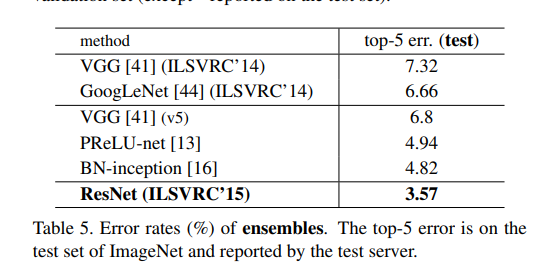 method top-5 err. (test)
VGG [41] (ILSVRC’14) 7.32
GoogLeNet [44] (ILSVRC’14) 6.66
VGG [41] (v5) 6.8
PReLU-net [13] 4.94
BN-inception [16] 4.82
ResNet (ILSVRC’15) 3.57
Table 5. Error rates (%) of ensembles. The top-5 error is on the
test set of ImageNet and reported by the test server.